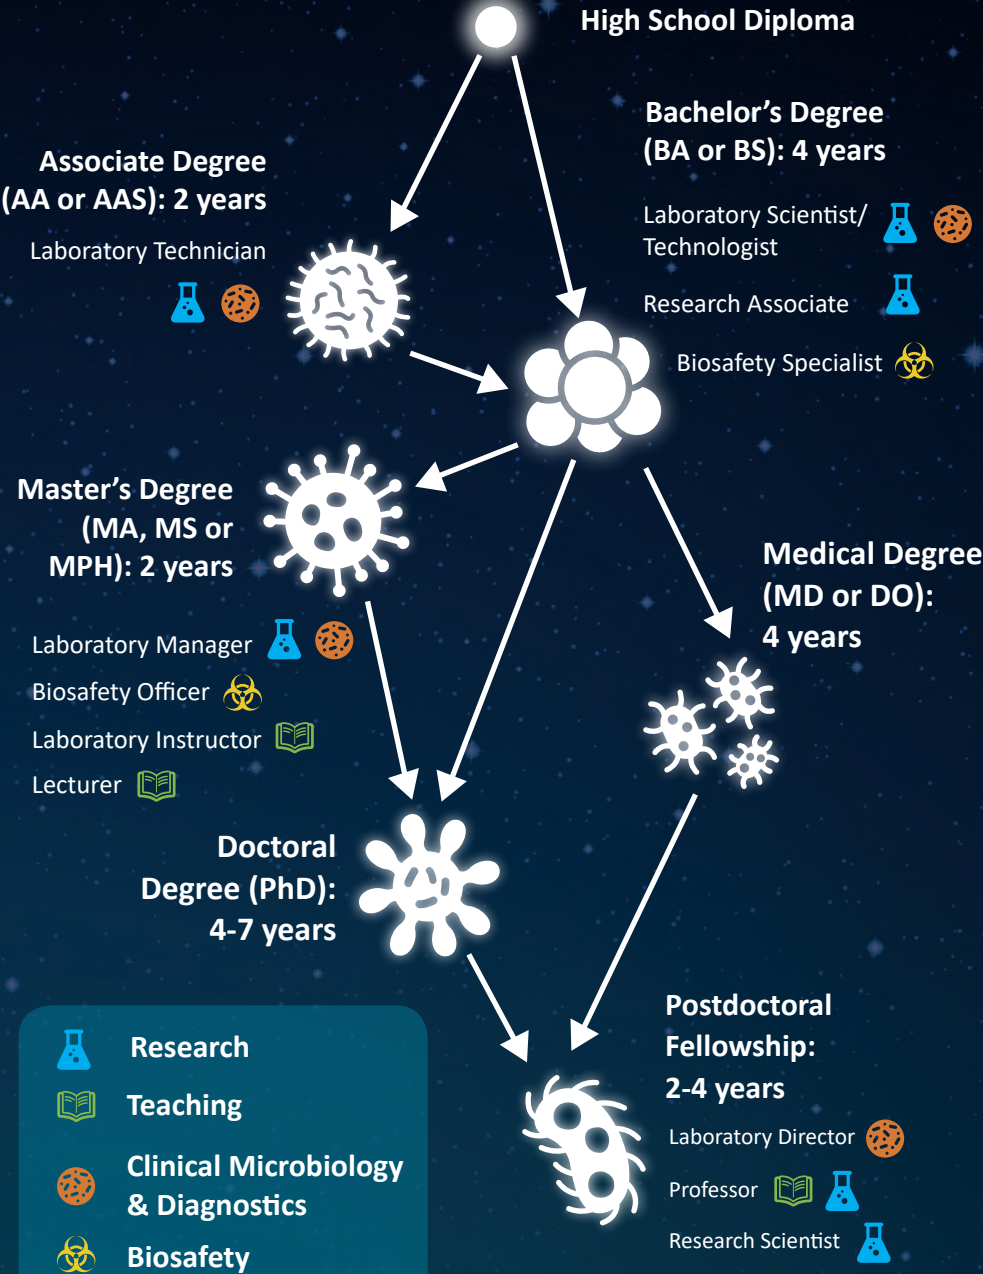 High School Diploma
Bachelor’s Degree
(BA or BS): 4 years
Laboratory Scientist/
Technologist
Research Associate
Biosafety Specialist
Associate Degree
(AA or AAS): 2 years
Laboratory Technician
Master’s Degree
(MA, MS or
MPH): 2 years
Laboratory Manager
Biosafety Officer
Laboratory Instructor
Lecturer
Medical Degree
(MD or DO):
4 years
Doctoral
Degree (PhD):
4-7 years
Postdoctoral
Fellowship:
2-4 years
Laboratory Director
Professor
Research Scientist
Research
Teaching
Clinical Microbiology
& Diagnostics
Biosafety